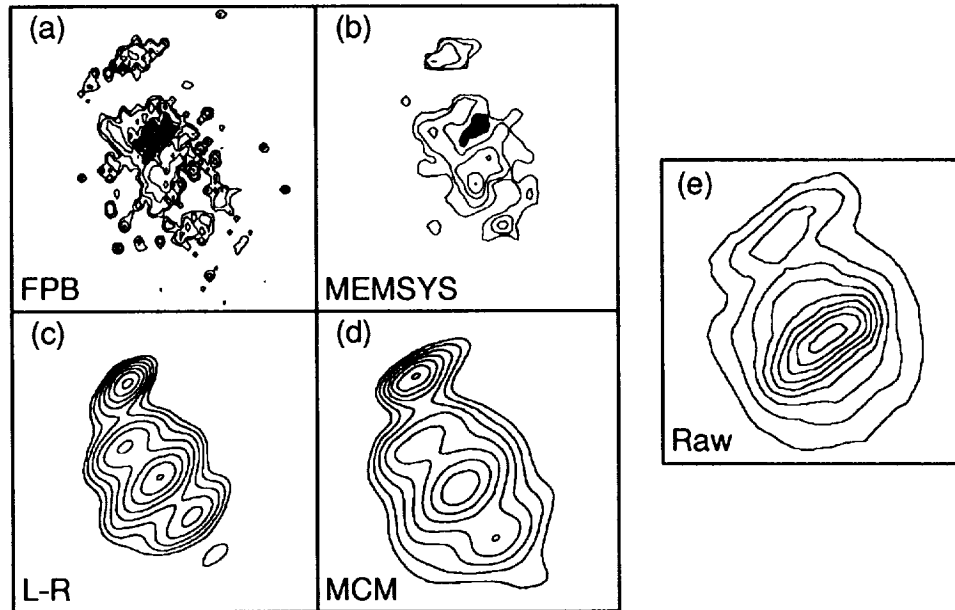 (a)
FPB
(b)
MEMSYS
(c)
L-R
(d)
MCM
(e)
Raw